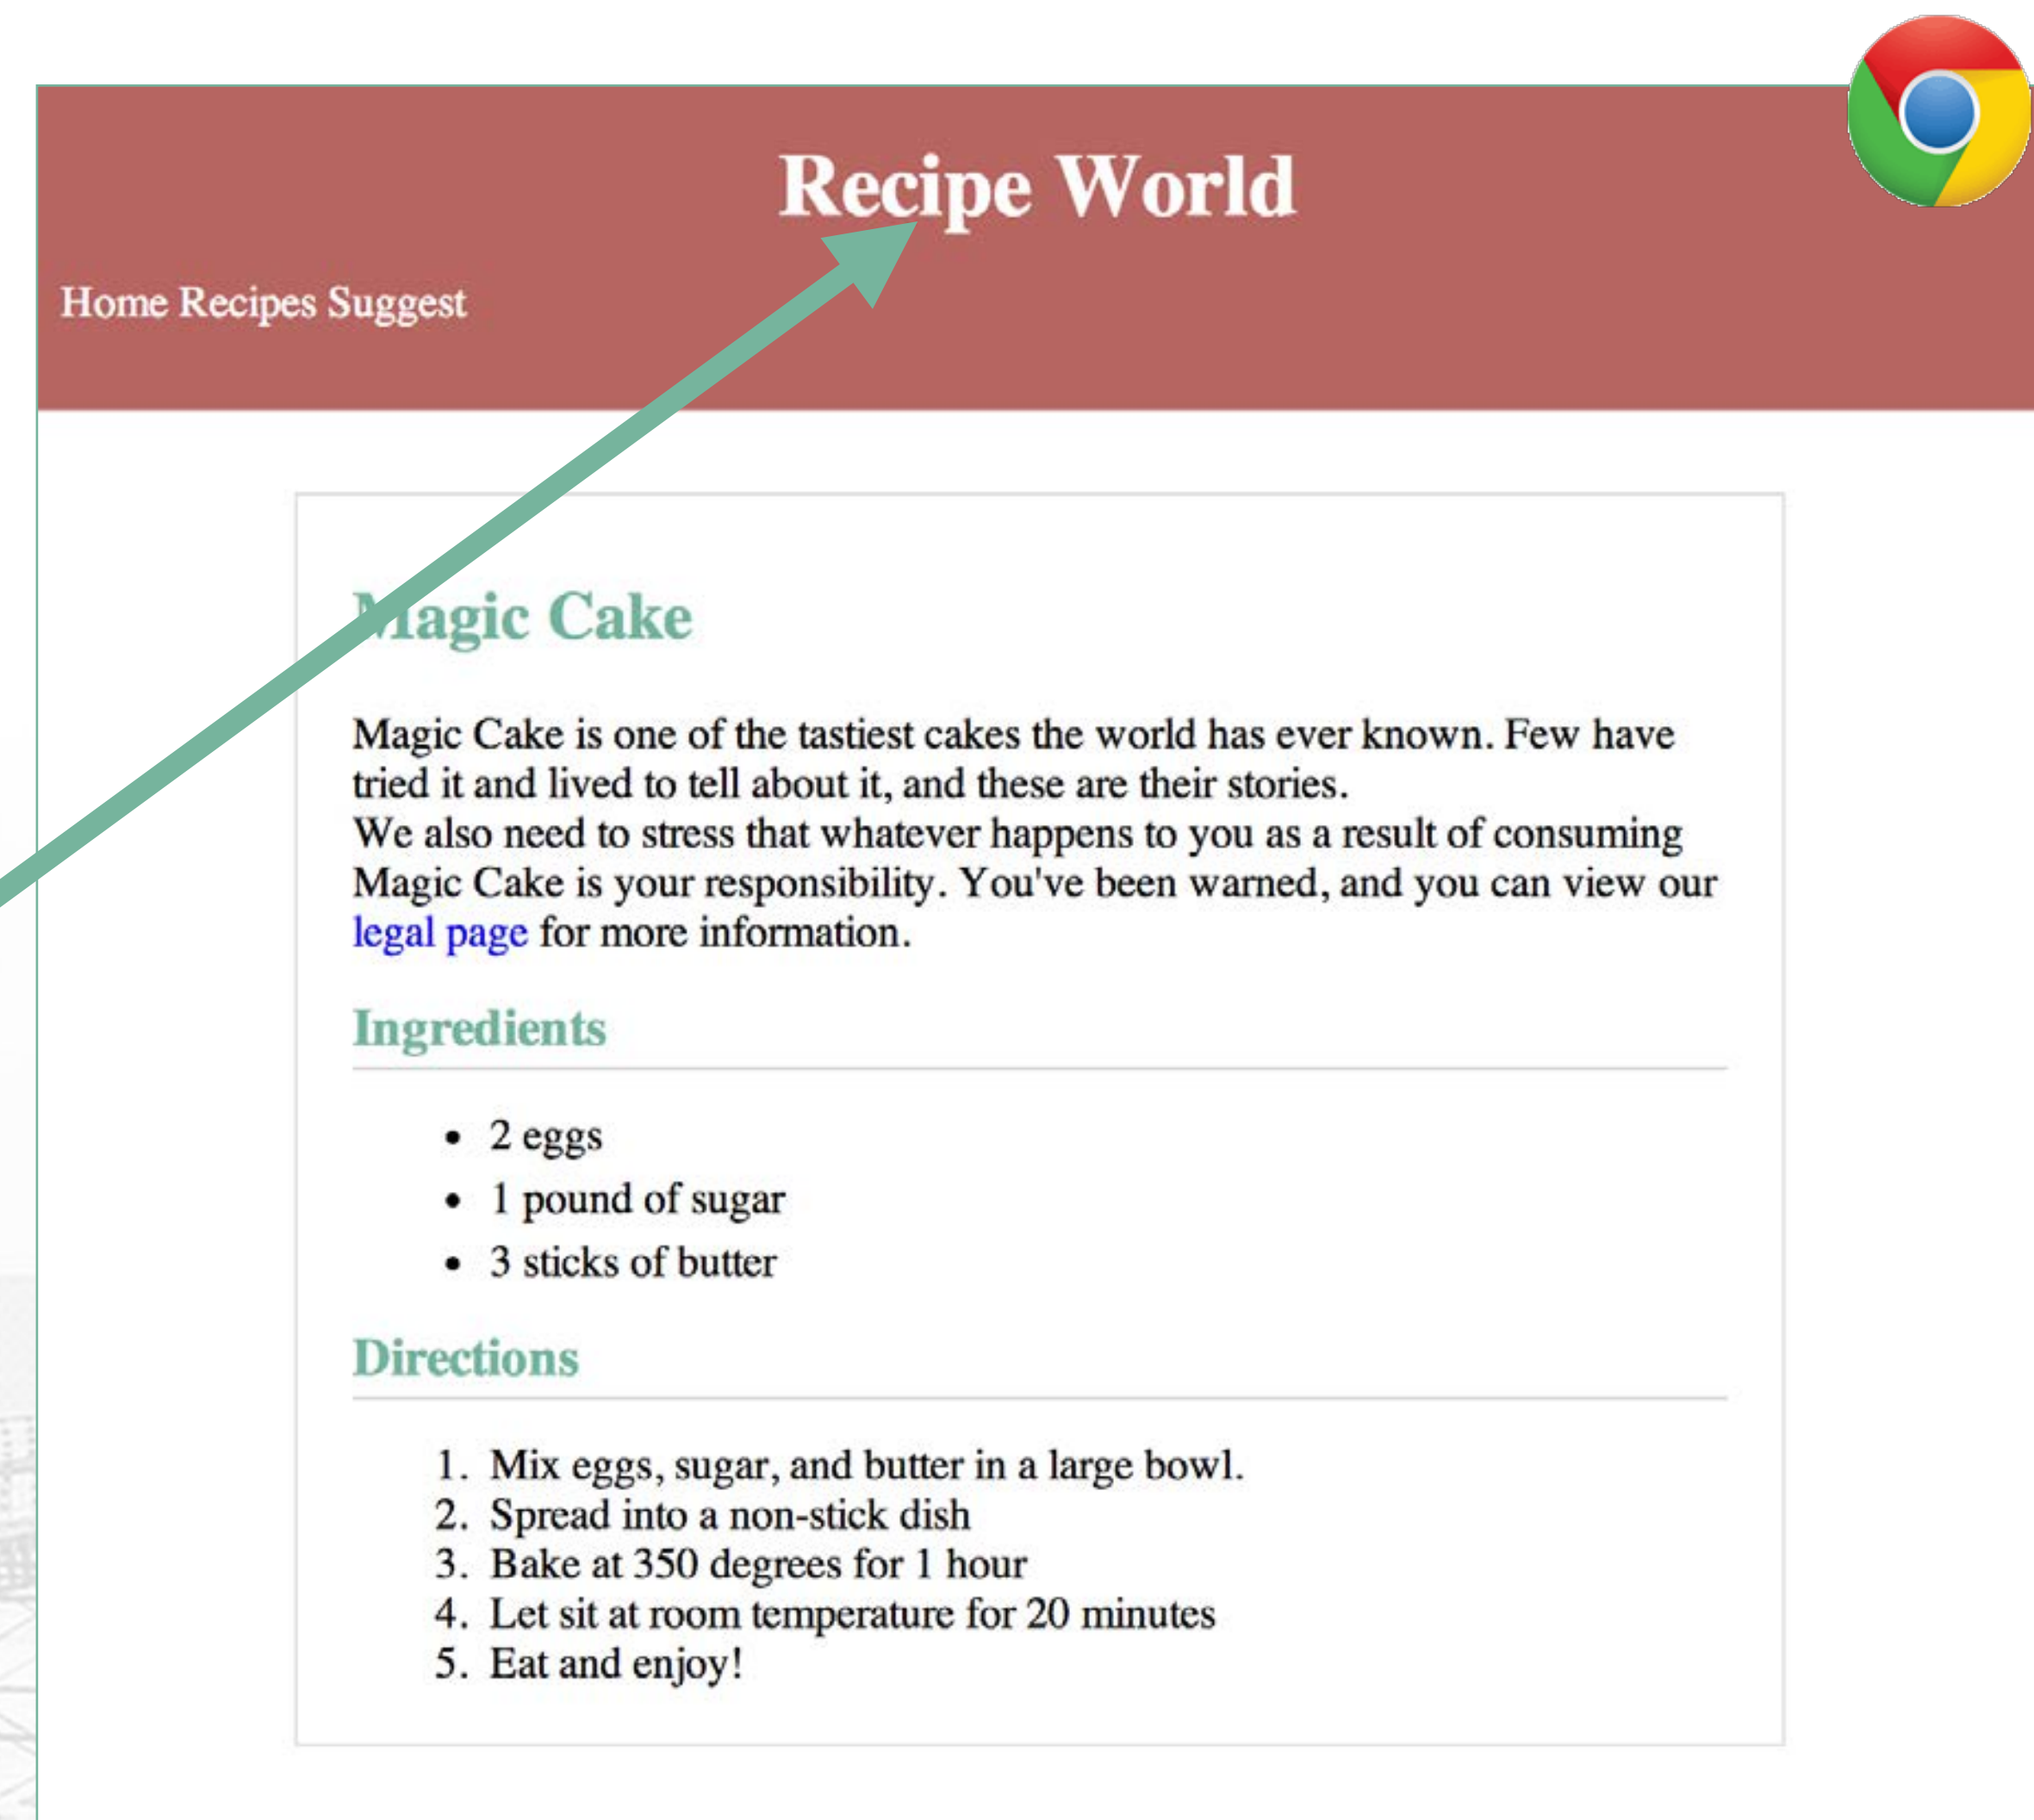 Recipe World
Home Recipes Suggest
Magic Cake
Magic Cake is one of the tastiest cakes the world has ever known. Few have
tried it and lived to tell about it, and these are their stories.
We also need to stress that whatever happens to you as a result of consuming
Magic Cake is your responsibility. You've been warned, and you can view our
legal page for more information.
Ingredients
• 2 eggs
• 1 pound of sugar
• 3 sticks of butter
Directions
1. Mix eggs, sugar, and butter in a large bowl.
2. Spread into a non-stick dish
3. Bake at 350 degrees for 1 hour
4. Let sit at room temperature for 20 minutes
5. Eat and enjoy!